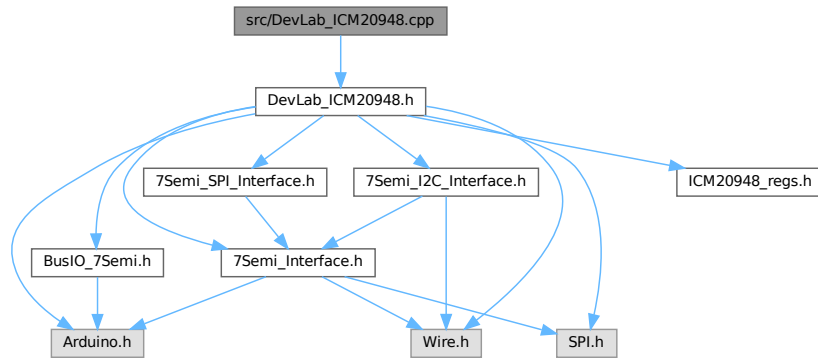 src/DevLab_ICM20948.cpp
DevLab_ICM20948.h
7Semi_SPI_Interface.h
7Semi_I2C_Interface.h
ICM20948_regs.h
BusIO_7Semi.h
7Semi_Interface.h
Arduino.h
Wire.h
SPI.h